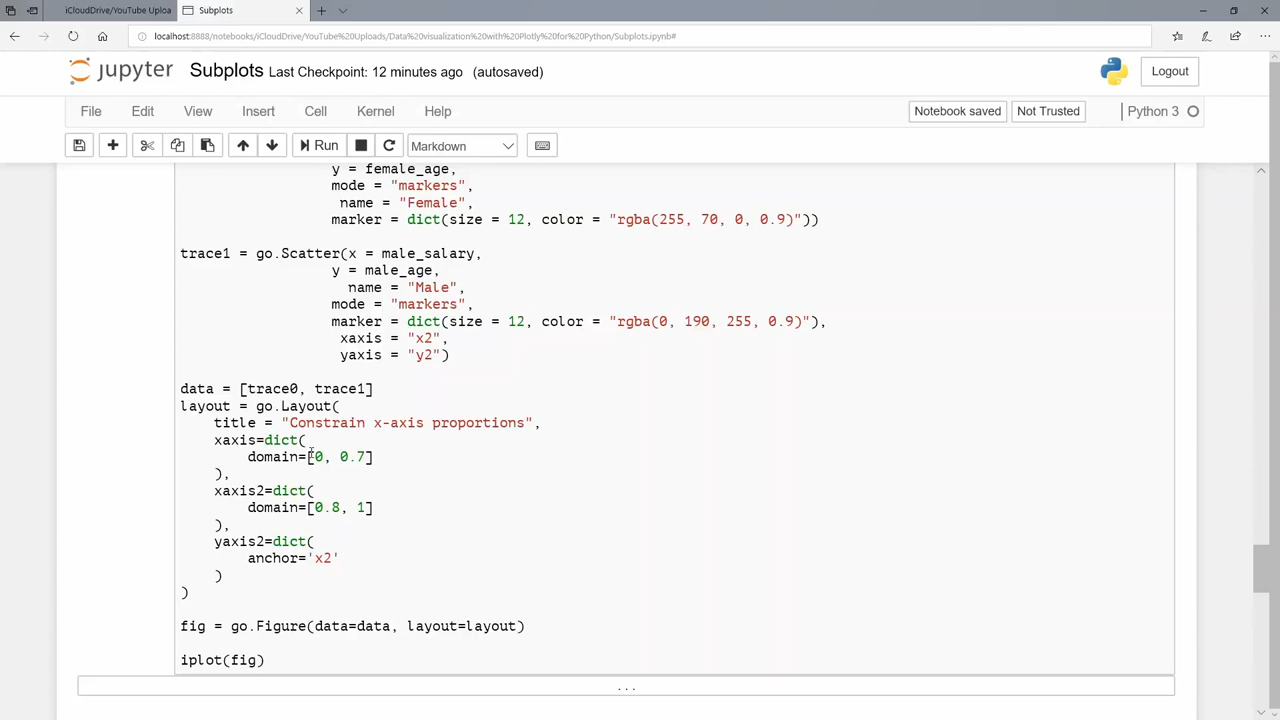 iCloudDrive/YouTube Uploa
Subplots
localhost:8888/notebooks/iCloudDrive/YouTube%20Uploads/Data%20visualization%20with%20Plotly%20for%20Python/Subplots.ipynb#
jupyter Subplots Last Checkpoint: 12 minutes ago (autosaved)
Logout
File Edit View Insert Cell Kernel Help
Notebook saved Not Trusted Python 3
Run Markdown
y = female_age,
mode = "markers",
name = "Female",
marker = dict(size = 12, color = "rgba(255, 70, 0, 0.9)"))
trace1 = go.Scatter(x = male_salary,
y = male_age,
name = "Male",
mode = "markers",
marker = dict(size = 12, color = "rgba(0, 190, 255, 0.9)"),
xaxis = "x2",
yaxis = "y2")
data = [trace0, trace1]
layout = go.Layout(
title = "Constrain x-axis proportions",
xaxis=dict(
domain=[0, 0.7]
),
xaxis2=dict(
domain=[0.8, 1]
),
yaxis2=dict(
anchor='x2'
)
)
fig = go.Figure(data=data, layout=layout)
iplot(fig)
...